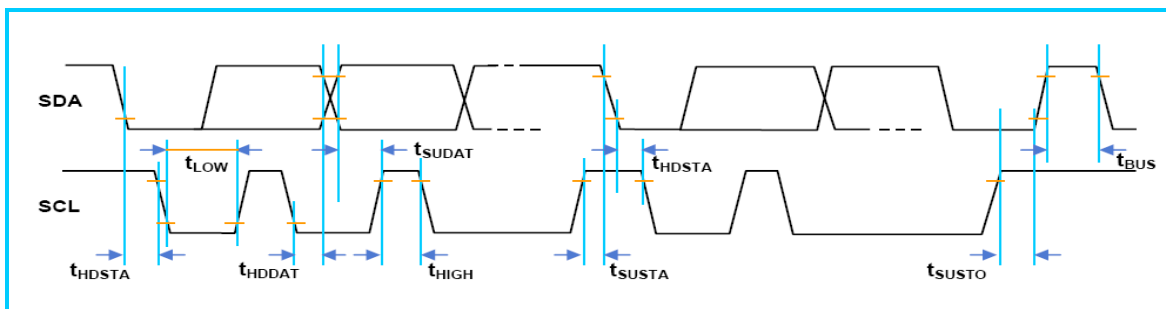 SDA
tSUDAT
tLOW
tHDSTA
tBUS
SCL
tHDSTA
tHDDAT
tHIGH
tSUSTA
tSUSTO